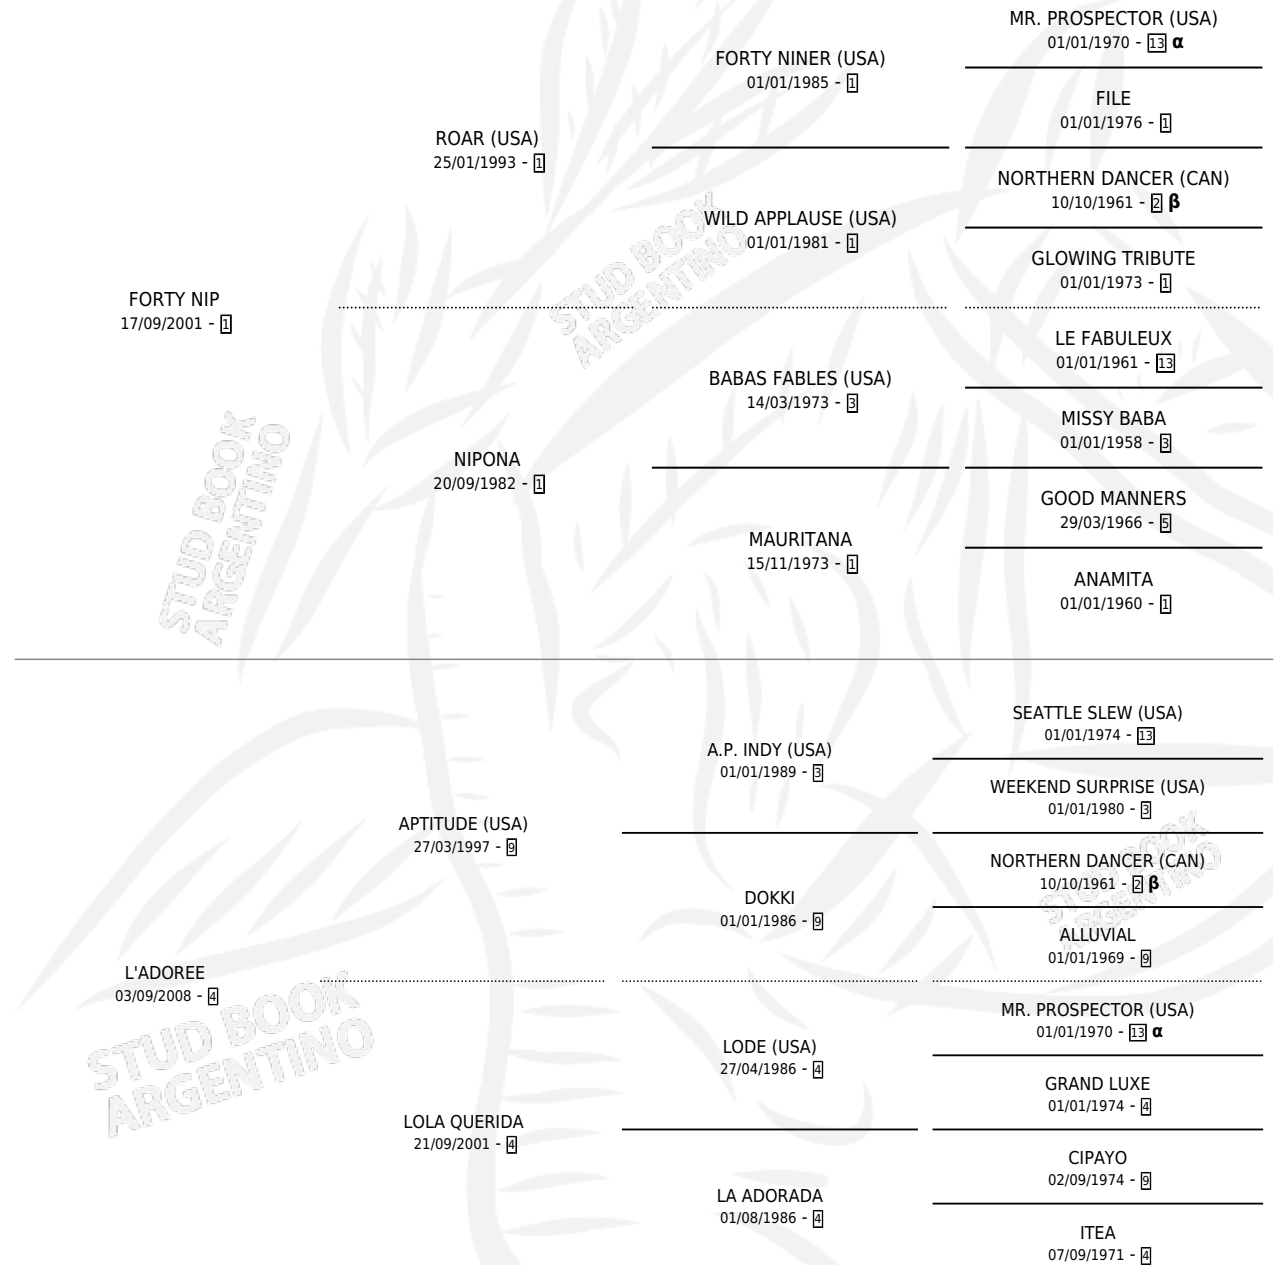 MR. PROSPECTOR (USA)
01/01/1970 - 13 α
FORTY NINER (USA)
01/01/1985 - 1
FILE
01/01/1976 - 1
ROAR (USA)
25/01/1993 - 1
NORTHERN DANCER (CAN)
10/10/1961 - 2 β
WILD APPLAUSE (USA)
01/01/1981 - 1
GLOWING TRIBUTE
01/01/1973 - 1
FORTY NIP
17/09/2001 - 1
LE FABULEUX
01/01/1961 - 13
BABAS FABLES (USA)
14/03/1973 - 3
MISSY BABA
01/01/1958 - 3
NIPONA
20/09/1982 - 1
GOOD MANNERS
29/03/1966 - 5
MAURITANA
15/11/1973 - 1
ANAMITA
01/01/1960 - 1
STUD BOOK
ARGENTINO
STUD BOOK
ARGENTINO
SEATTLE SLEW (USA)
01/01/1974 - 13
A.P. INDY (USA)
01/01/1989 - 3
WEEKEND SURPRISE (USA)
01/01/1980 - 3
APTITUDE (USA)
27/03/1997 - 9
NORTHERN DANCER (CAN)
10/10/1961 - 2 β
DOKKI
01/01/1986 - 9
ALLUVIAL
01/01/1969 - 9
L'ADOREE
03/09/2008 - 4
MR. PROSPECTOR (USA)
01/01/1970 - 13 α
LODE (USA)
27/04/1986 - 4
GRAND LUXE
01/01/1974 - 4
LOLA QUERIDA
21/09/2001 - 4
CIPAYO
02/09/1974 - 9
LA ADORADA
01/08/1986 - 4
ITEA
07/09/1971 - 4
STUD BOOK
ARGENTINO
STUD BOOK
ARGENTINO